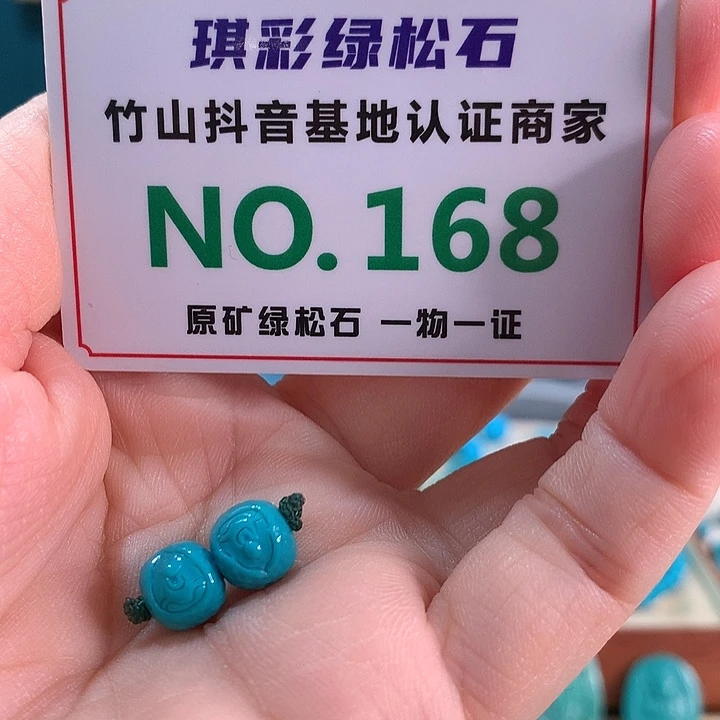 琪彩绿松石
竹山抖音基地认证商家
NO.168
原矿绿松石 一物一证